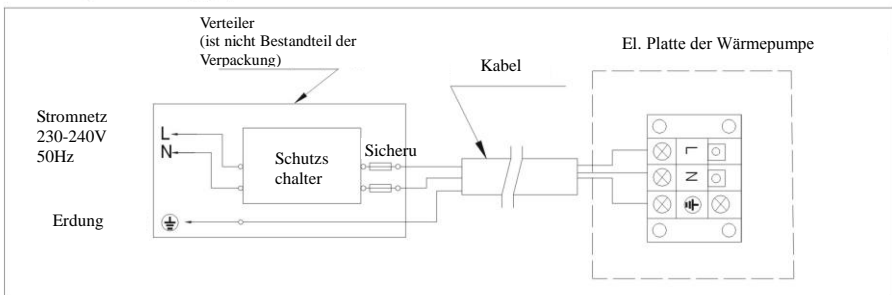 Verteiler
(ist nicht Bestandteil der
Verpackung)
El. Platte der Wärmepumpe
Kabel
Stromnetz
230-240V
50Hz
L
N
Schutzs
chalter
Sicheru
Erdung
L
N